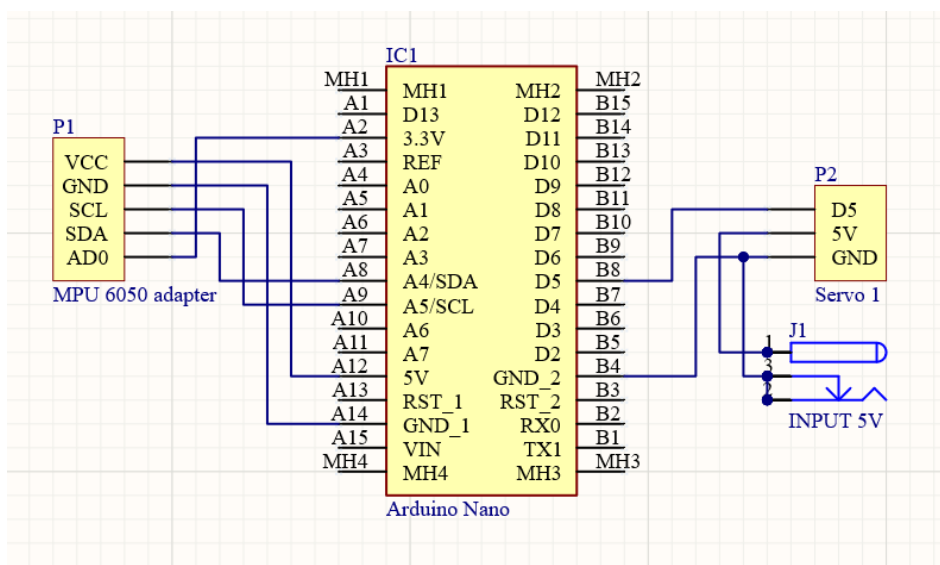 IC1
MH1 MH1 MH2 MH2
A1 D13 D12 B15
P1 A2 3.3V D11 B14
VCC A3 REF D10 B13
GND A4 A0 D9 B12 P2
SCL A5 A1 D8 B11 D5
SDA A6 A2 D7 B10 5V
AD0 A7 A3 D6 B9 GND
MPU 6050 adapter A8 A4/SDA D5 B8 Servo 1
A9 A5/SCL D4 B7
A10 A6 D3 B6 J1
A11 A7 D2 B5 1
A12 5V GND_2 B4 3
A13 RST_1 RST_2 B3 2
A14 GND_1 RX0 B2 INPUT 5V
A15 VIN TX1 B1
MH4 MH4 MH3 MH3
Arduino Nano